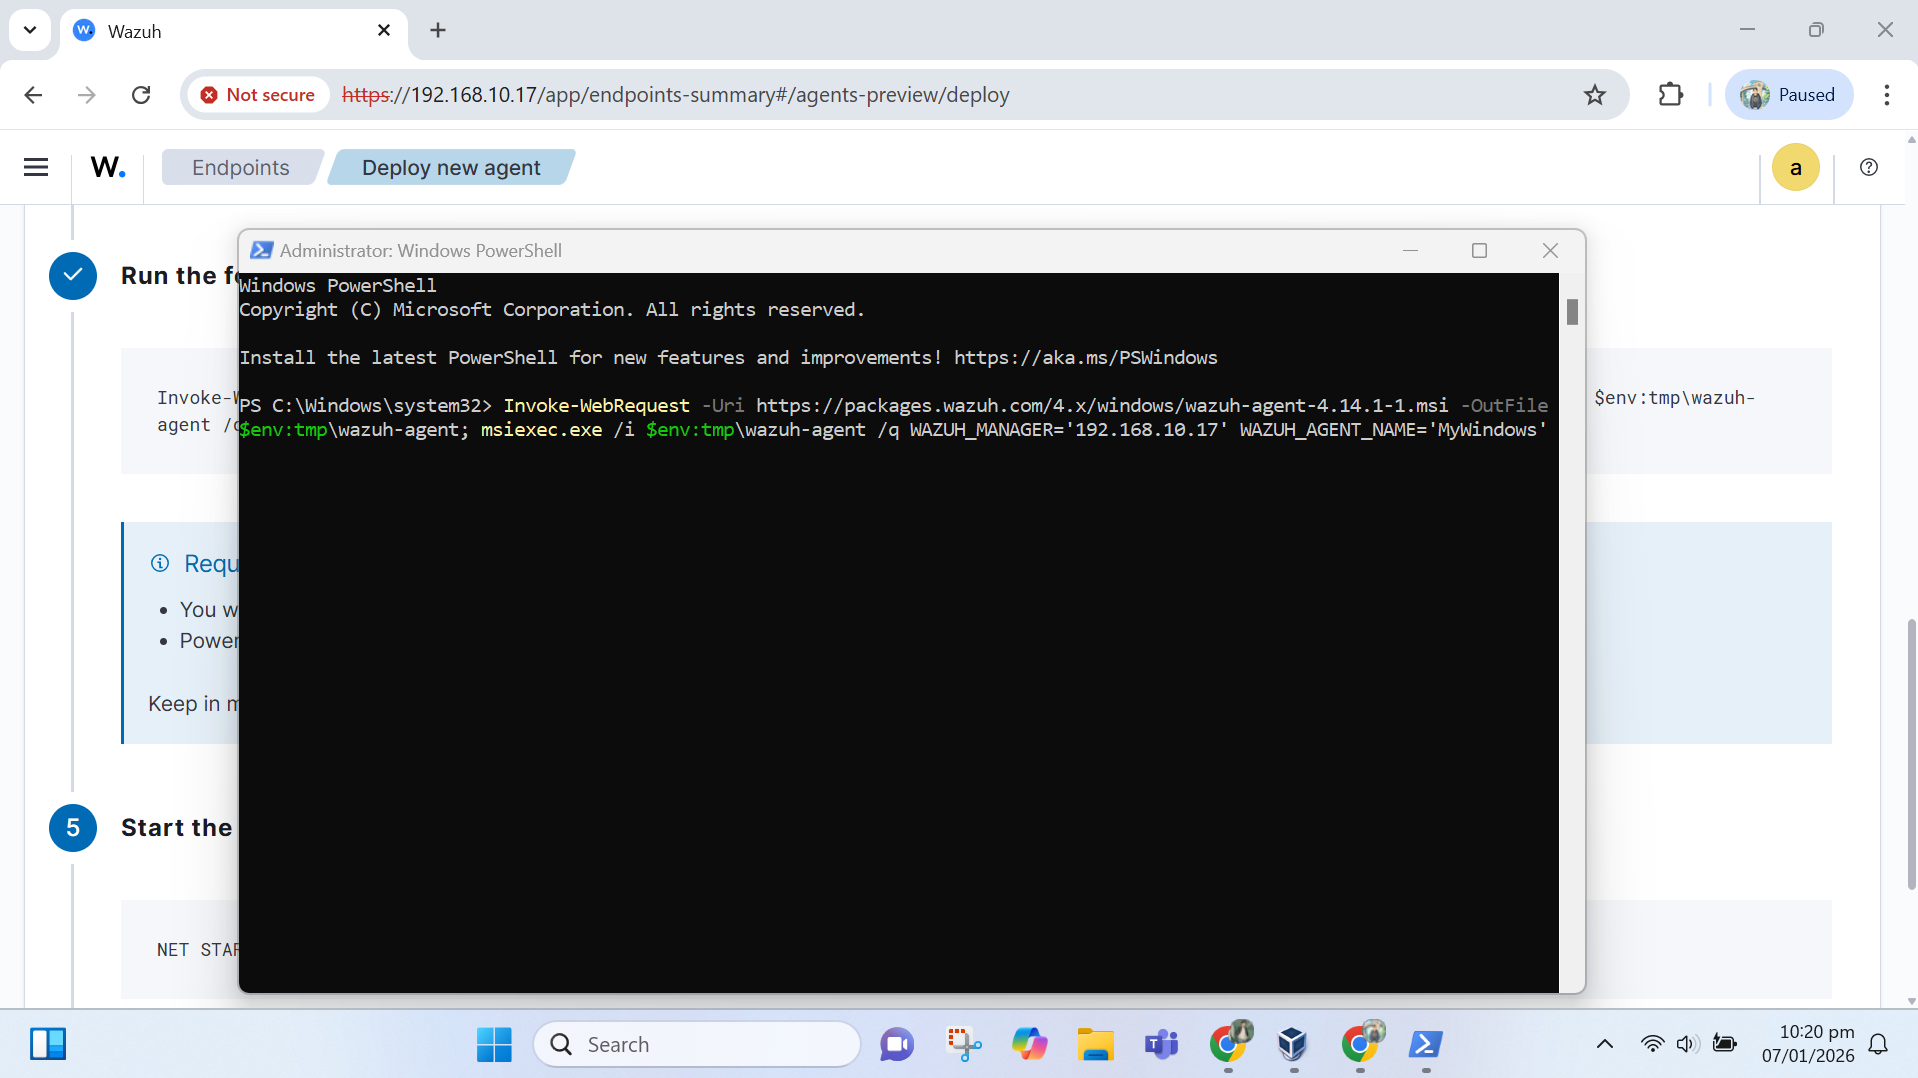 Wazuh
Not secure
https://192.168.10.17/app/endpoints-summary#/agents-preview/deploy
Paused
W.
Endpoints
Deploy new agent
a
Administrator: Windows PowerShell
Run the f
Windows PowerShell
Copyright (C) Microsoft Corporation. All rights reserved.
Install the latest PowerShell for new features and improvements! https://aka.ms/PSWindows
Invoke-W
$env:tmp\wazuh-
agent /
PS C:\Windows\system32> Invoke-WebRequest -Uri https://packages.wazuh.com/4.x/windows/wazuh-agent-4.14.1-1.msi -OutFile
$env:tmp\wazuh-agent; msiexec.exe /i $env:tmp\wazuh-agent /q WAZUH_MANAGER='192.168.10.17' WAZUH_AGENT_NAME='MyWindows'
Requ
You w
Power
Keep in m
5
Start the
NET STAR
Search
10:20 pm
07/01/2026